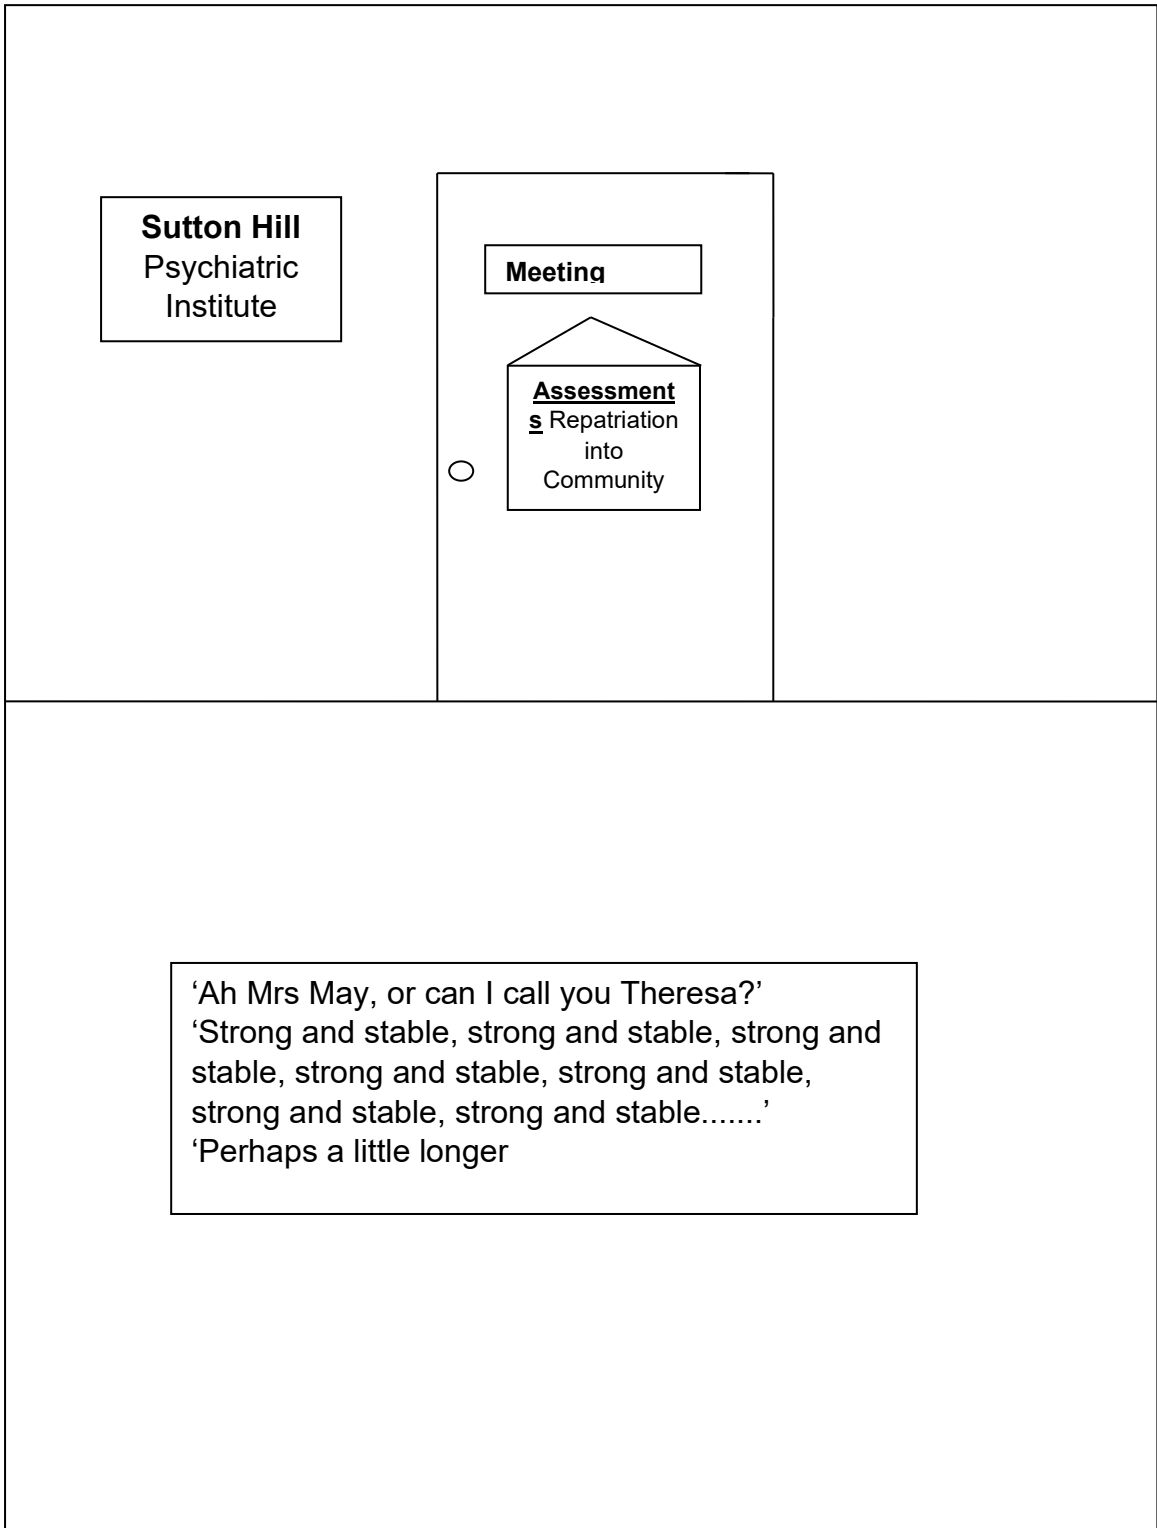 Sutton Hill
Psychiatric
Institute
Meeting
Assessment
s Repatriation
into
Community
‘Ah Mrs May, or can I call you Theresa?’
‘Strong and stable, strong and stable, strong and
stable, strong and stable, strong and stable,
strong and stable, strong and stable.......’
‘Perhaps a little longer